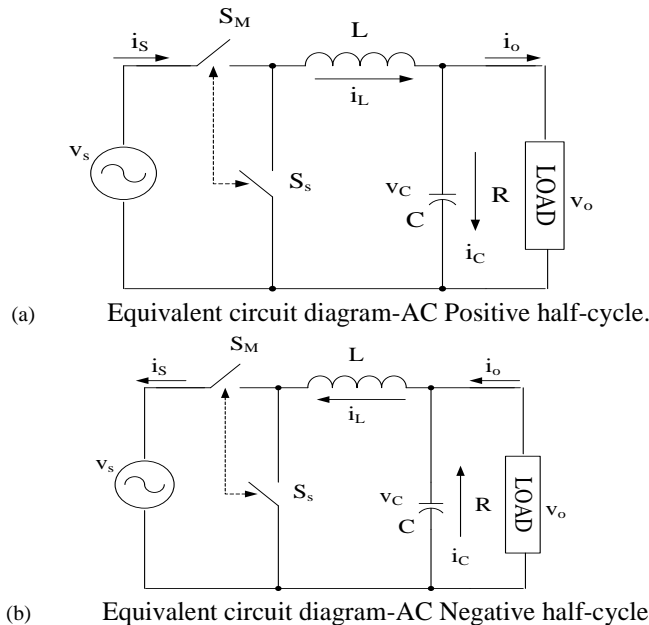 S_M
i_S
L
i_o
i_L
v_s
S_s
v_C
C
R
i_C
LOAD
v_o
(a) Equivalent circuit diagram-AC Positive half-cycle.
S_M
i_S
L
i_o
i_L
v_s
S_s
v_C
C
R
i_C
LOAD
v_o
(b) Equivalent circuit diagram-AC Negative half-cycle